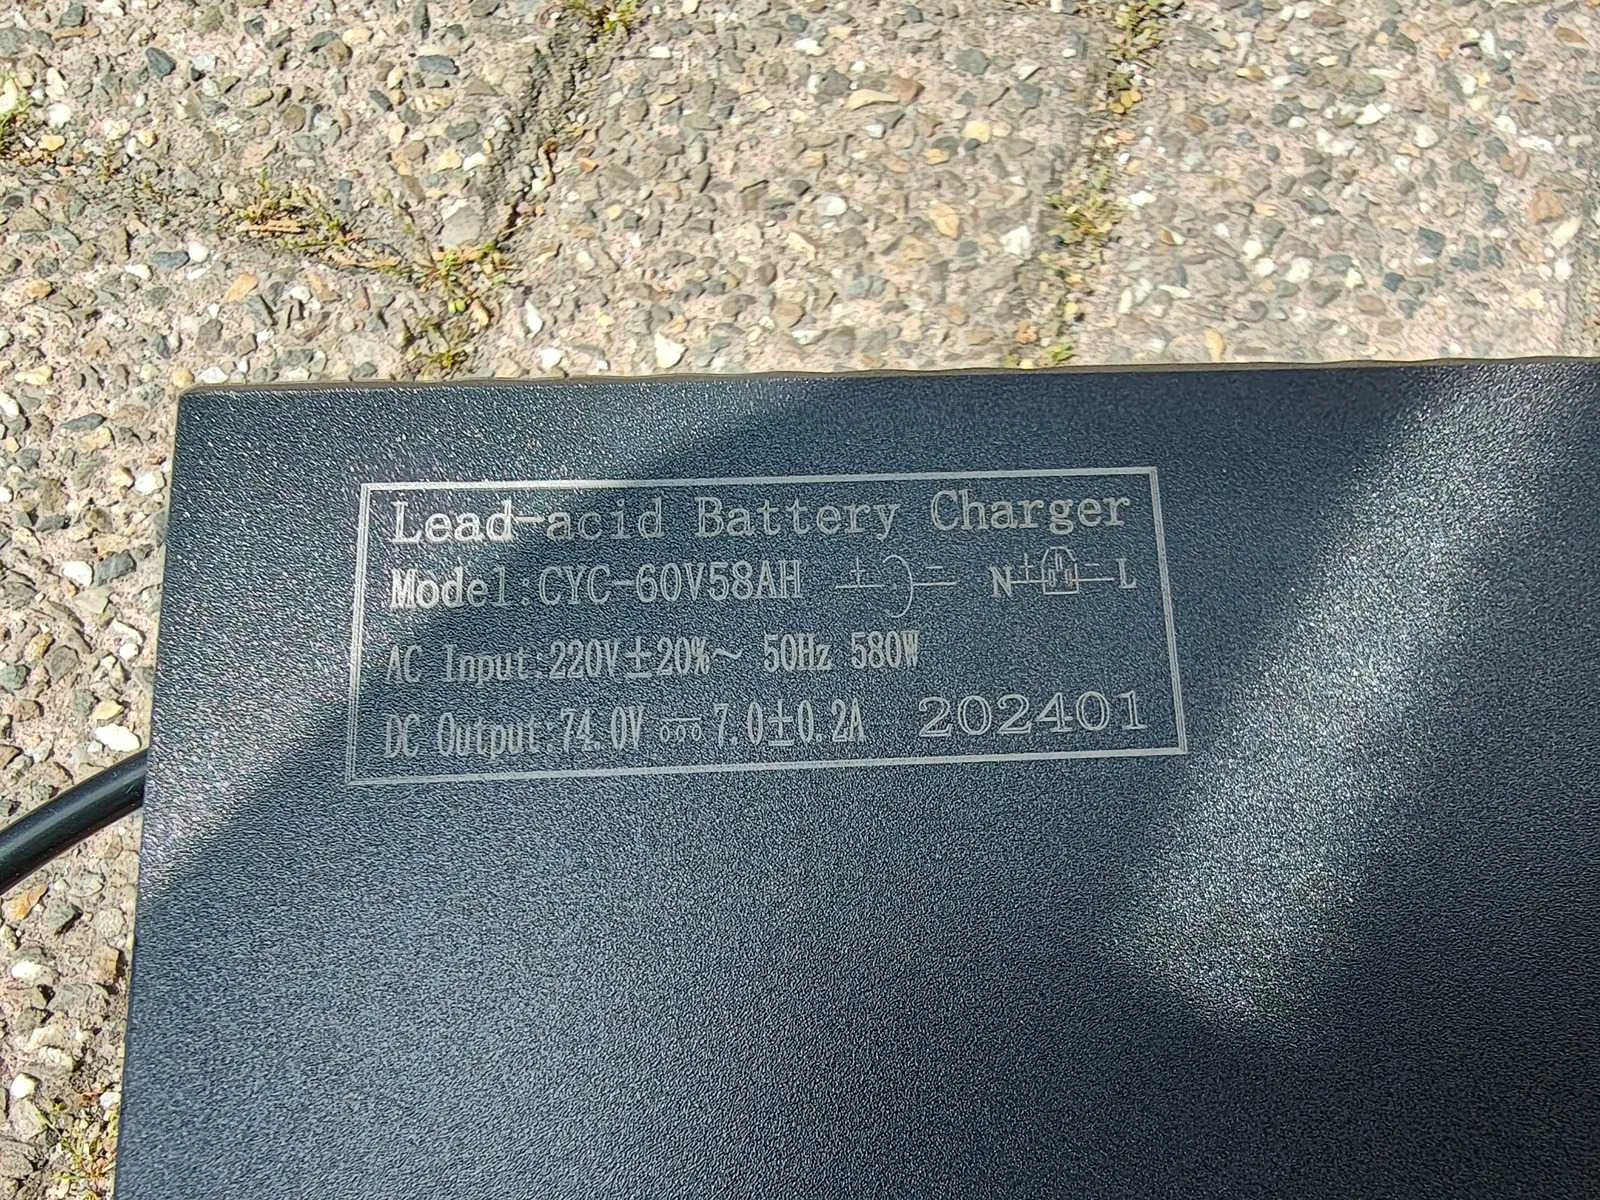 Lead-acid Battery Charger
Model:CYC-60V58AH + - N + - L
AC Input:220V±20%~ 50Hz 580W
DC Output:74.0V ⎓ 7.0±0.2A 202401